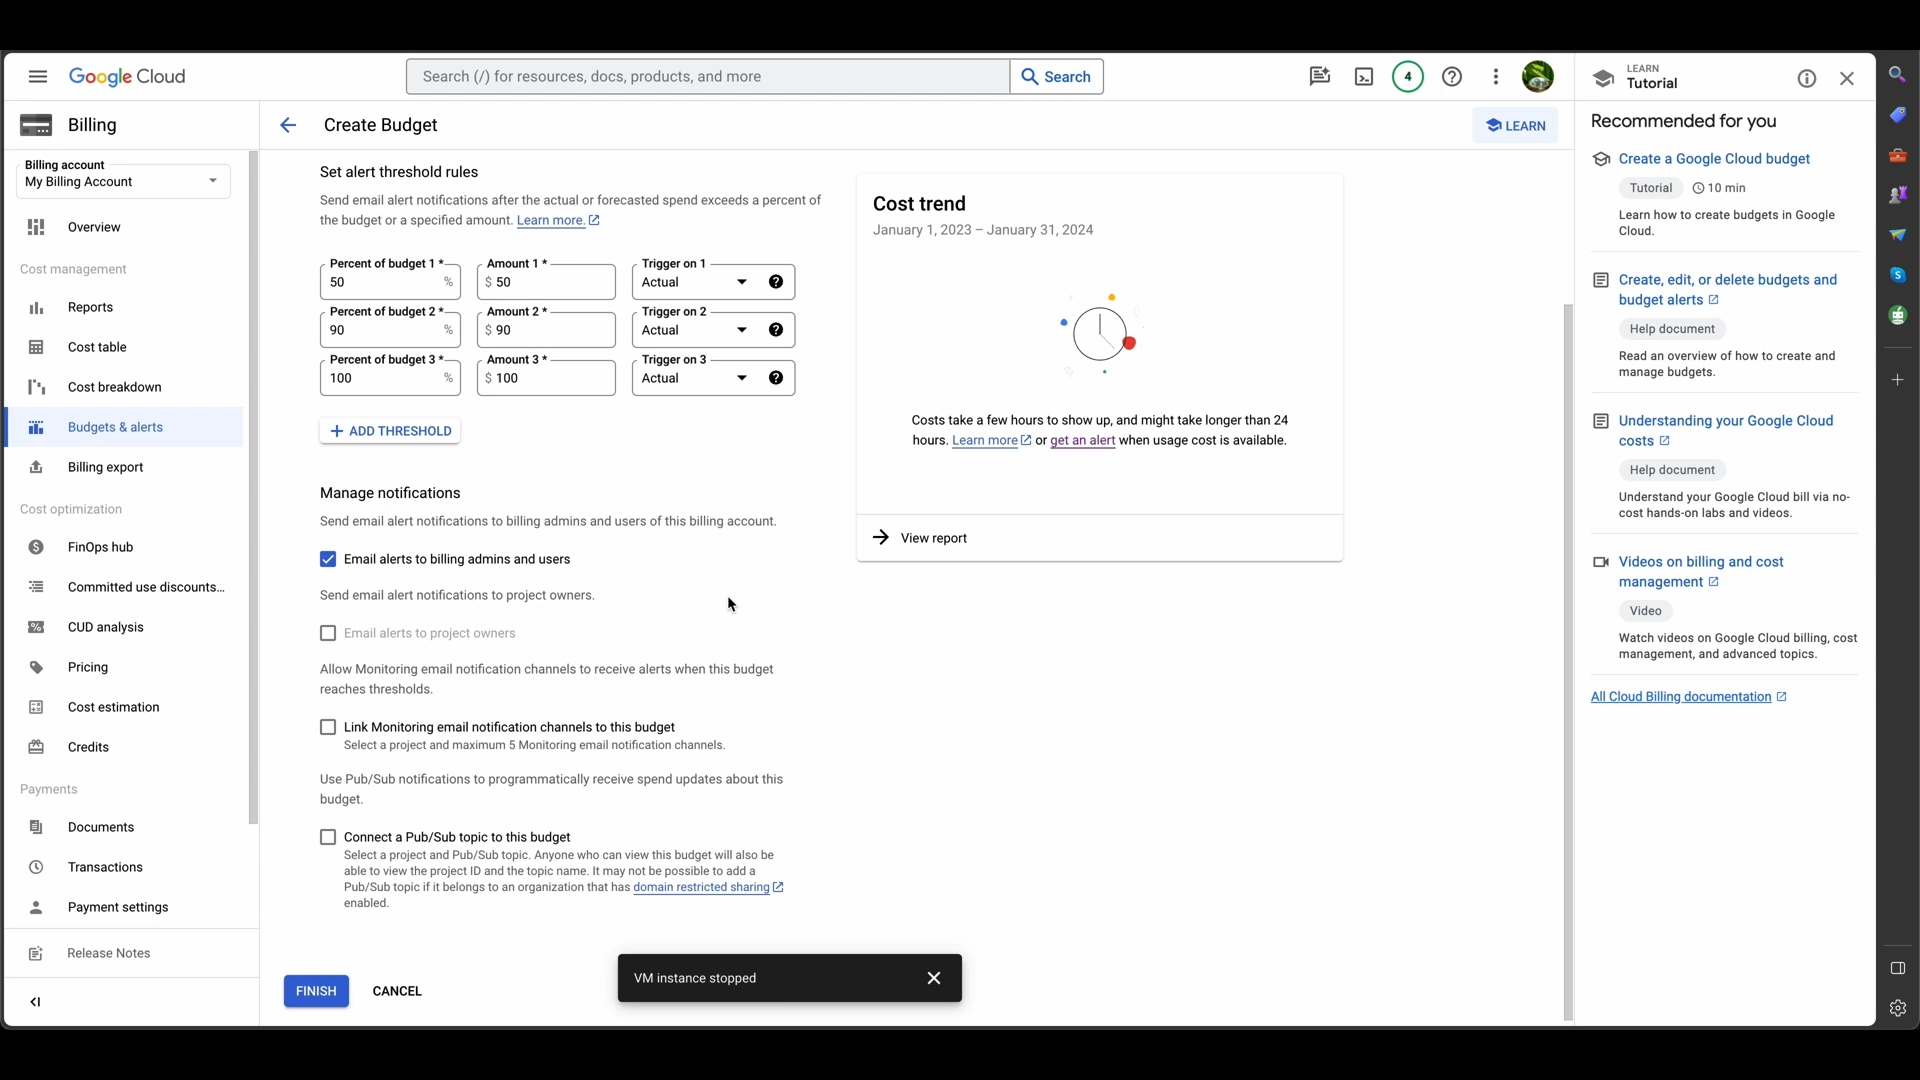 Google Cloud
Search (/) for resources, docs, products, and more
Search
4
LEARN
Tutorial
Billing
Create Budget
LEARN
Billing account
My Billing Account
Overview
Cost management
Reports
Cost table
Cost breakdown
Budgets & alerts
Billing export
Cost optimization
FinOps hub
Committed use discounts...
CUD analysis
Pricing
Cost estimation
Credits
Payments
Documents
Transactions
Payment settings
Release Notes
Set alert threshold rules
Send email alert notifications after the actual or forecasted spend exceeds a percent of
the budget or a specified amount. Learn more.
Percent of budget 1 * Amount 1 * Trigger on 1
50 % $ 50 Actual
Percent of budget 2 * Amount 2 * Trigger on 2
90 % $ 90 Actual
Percent of budget 3 * Amount 3 * Trigger on 3
100 % $ 100 Actual
+ ADD THRESHOLD
Manage notifications
Send email alert notifications to billing admins and users of this billing account.
Email alerts to billing admins and users
Send email alert notifications to project owners.
Email alerts to project owners
Allow Monitoring email notification channels to receive alerts when this budget
reaches thresholds.
Link Monitoring email notification channels to this budget
Select a project and maximum 5 Monitoring email notification channels.
Use Pub/Sub notifications to programmatically receive spend updates about this
budget.
Connect a Pub/Sub topic to this budget
Select a project and Pub/Sub topic. Anyone who can view this budget will also be
able to view the project ID and the topic name. It may not be possible to add a
Pub/Sub topic if it belongs to an organization that has domain restricted sharing
enabled.
FINISH CANCEL
VM instance stopped
Cost trend
January 1, 2023 – January 31, 2024
Costs take a few hours to show up, and might take longer than 24
hours. Learn more or get an alert when usage cost is available.
View report
Recommended for you
Create a Google Cloud budget
Tutorial 10 min
Learn how to create budgets in Google
Cloud.
Create, edit, or delete budgets and
budget alerts
Help document
Read an overview of how to create and
manage budgets.
Understanding your Google Cloud
costs
Help document
Understand your Google Cloud bill via no-
cost hands-on labs and videos.
Videos on billing and cost
management
Video
Watch videos on Google Cloud billing, cost
management, and advanced topics.
All Cloud Billing documentation